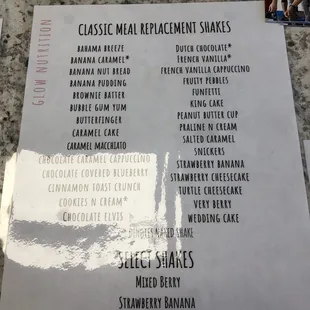 GLOW NUTRITION
CLASSIC MEAL REPLACEMENT SHAKES
BAHAMA BREEZE
BANANA CARAMEL*
BANANA NUT BREAD
BANANA PUDDING
BROWNIE BATTER
BUBBLE GUM YUM
BUTTERFINGER
CARAMEL CAKE
CARAMEL MACCHIATO
CHOCOLATE CARAMEL CAPPUCCINO
CHOCOLATE COVERED BLUEBERRY
CINNAMON TOAST CRUNCH
COOKIES N CREAM*
CHOCOLATE ELVIS
DUTCH CHOCOLATE*
FRENCH VANILLA*
FRENCH VANILLA CAPPUCCINO
FRUITY PEBBLES
FUNFETTI
KING CAKE
PEANUT BUTTER CUP
PRALINE N CREAM
SALTED CARAMEL
SNICKERS
STRAWBERRY BANANA
STRAWBERRY CHEESECAKE
TURTLE CHEESECAKE
VERY BERRY
WEDDING CAKE
SHAKE
SELECT SHAKES
MIXED BERRY
STRAWBERRY BANANA